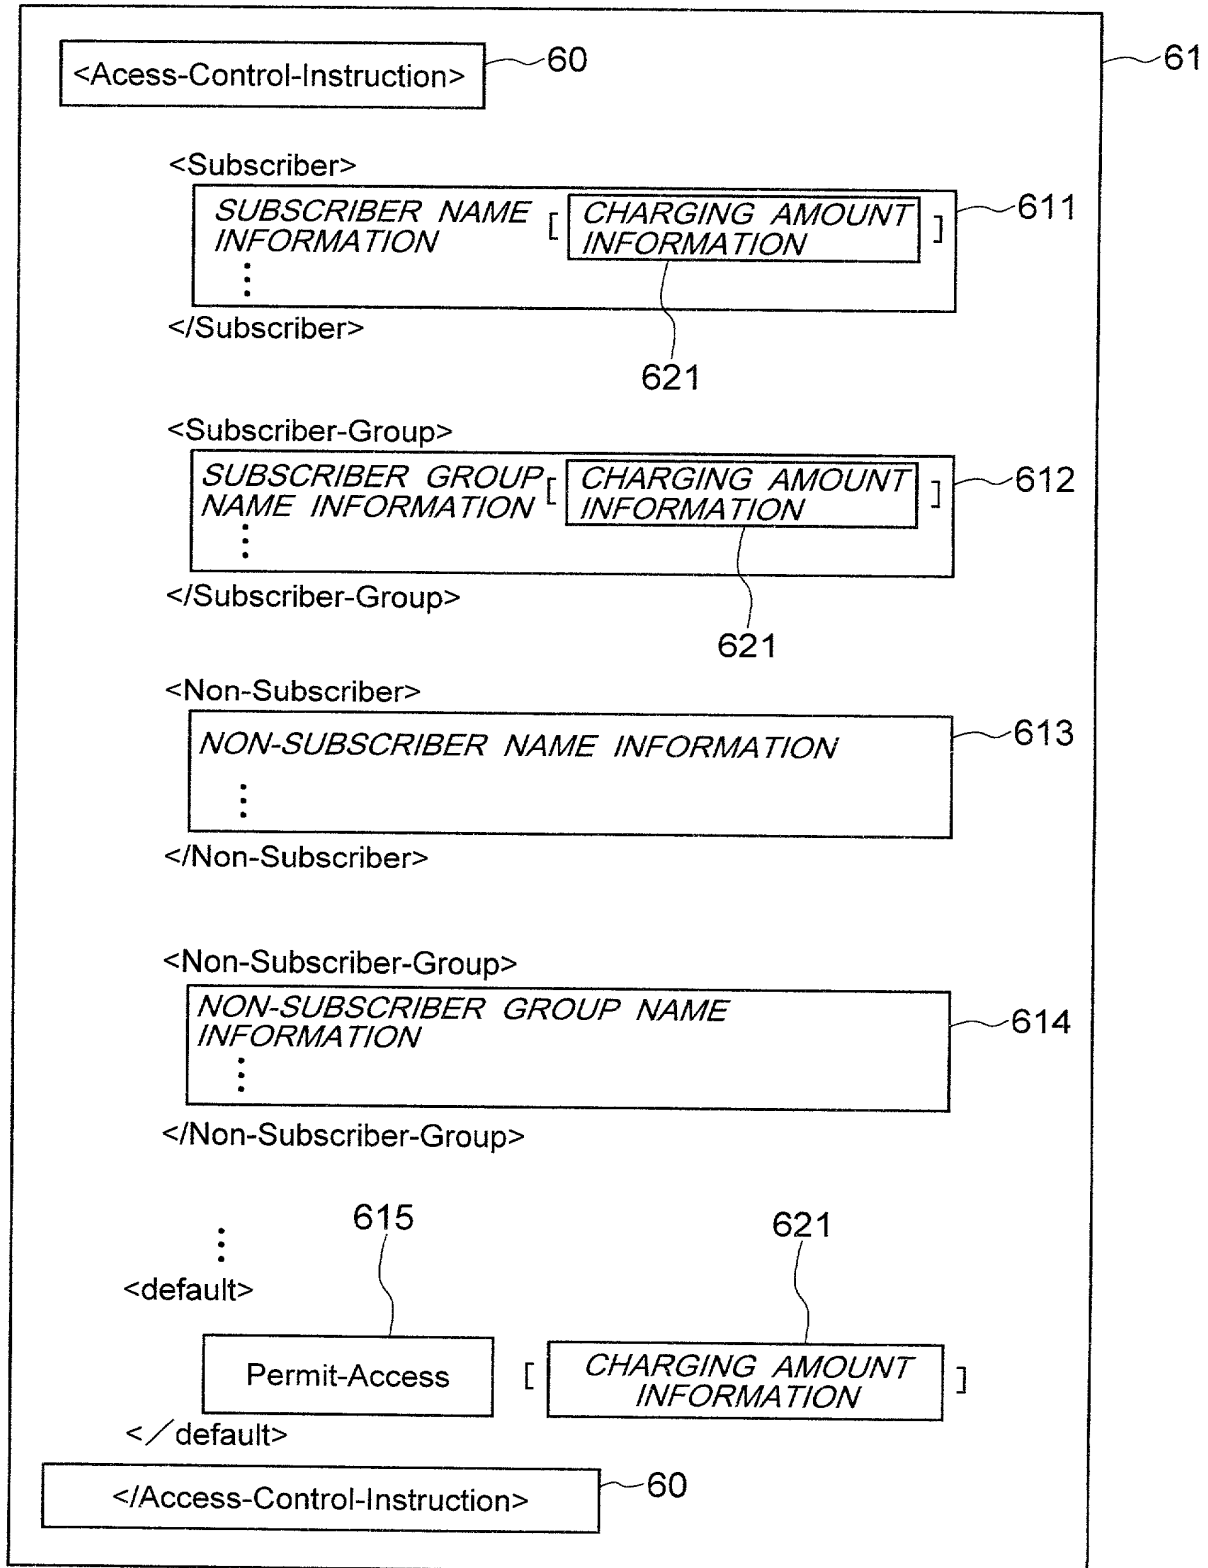 <Acess-Control-Instruction> 60
61
<Subscriber>
SUBSCRIBER NAME [ CHARGING AMOUNT ] 611
INFORMATION INFORMATION
</Subscriber>
621
<Subscriber-Group>
SUBSCRIBER GROUP [ CHARGING AMOUNT ] 612
NAME INFORMATION INFORMATION
</Subscriber-Group>
621
<Non-Subscriber>
NON-SUBSCRIBER NAME INFORMATION 613
</Non-Subscriber>
<Non-Subscriber-Group>
NON-SUBSCRIBER GROUP NAME
INFORMATION 614
</Non-Subscriber-Group>
615 621
<default>
Permit-Access [ CHARGING AMOUNT ]
INFORMATION
</default>
</Access-Control-Instruction> 60